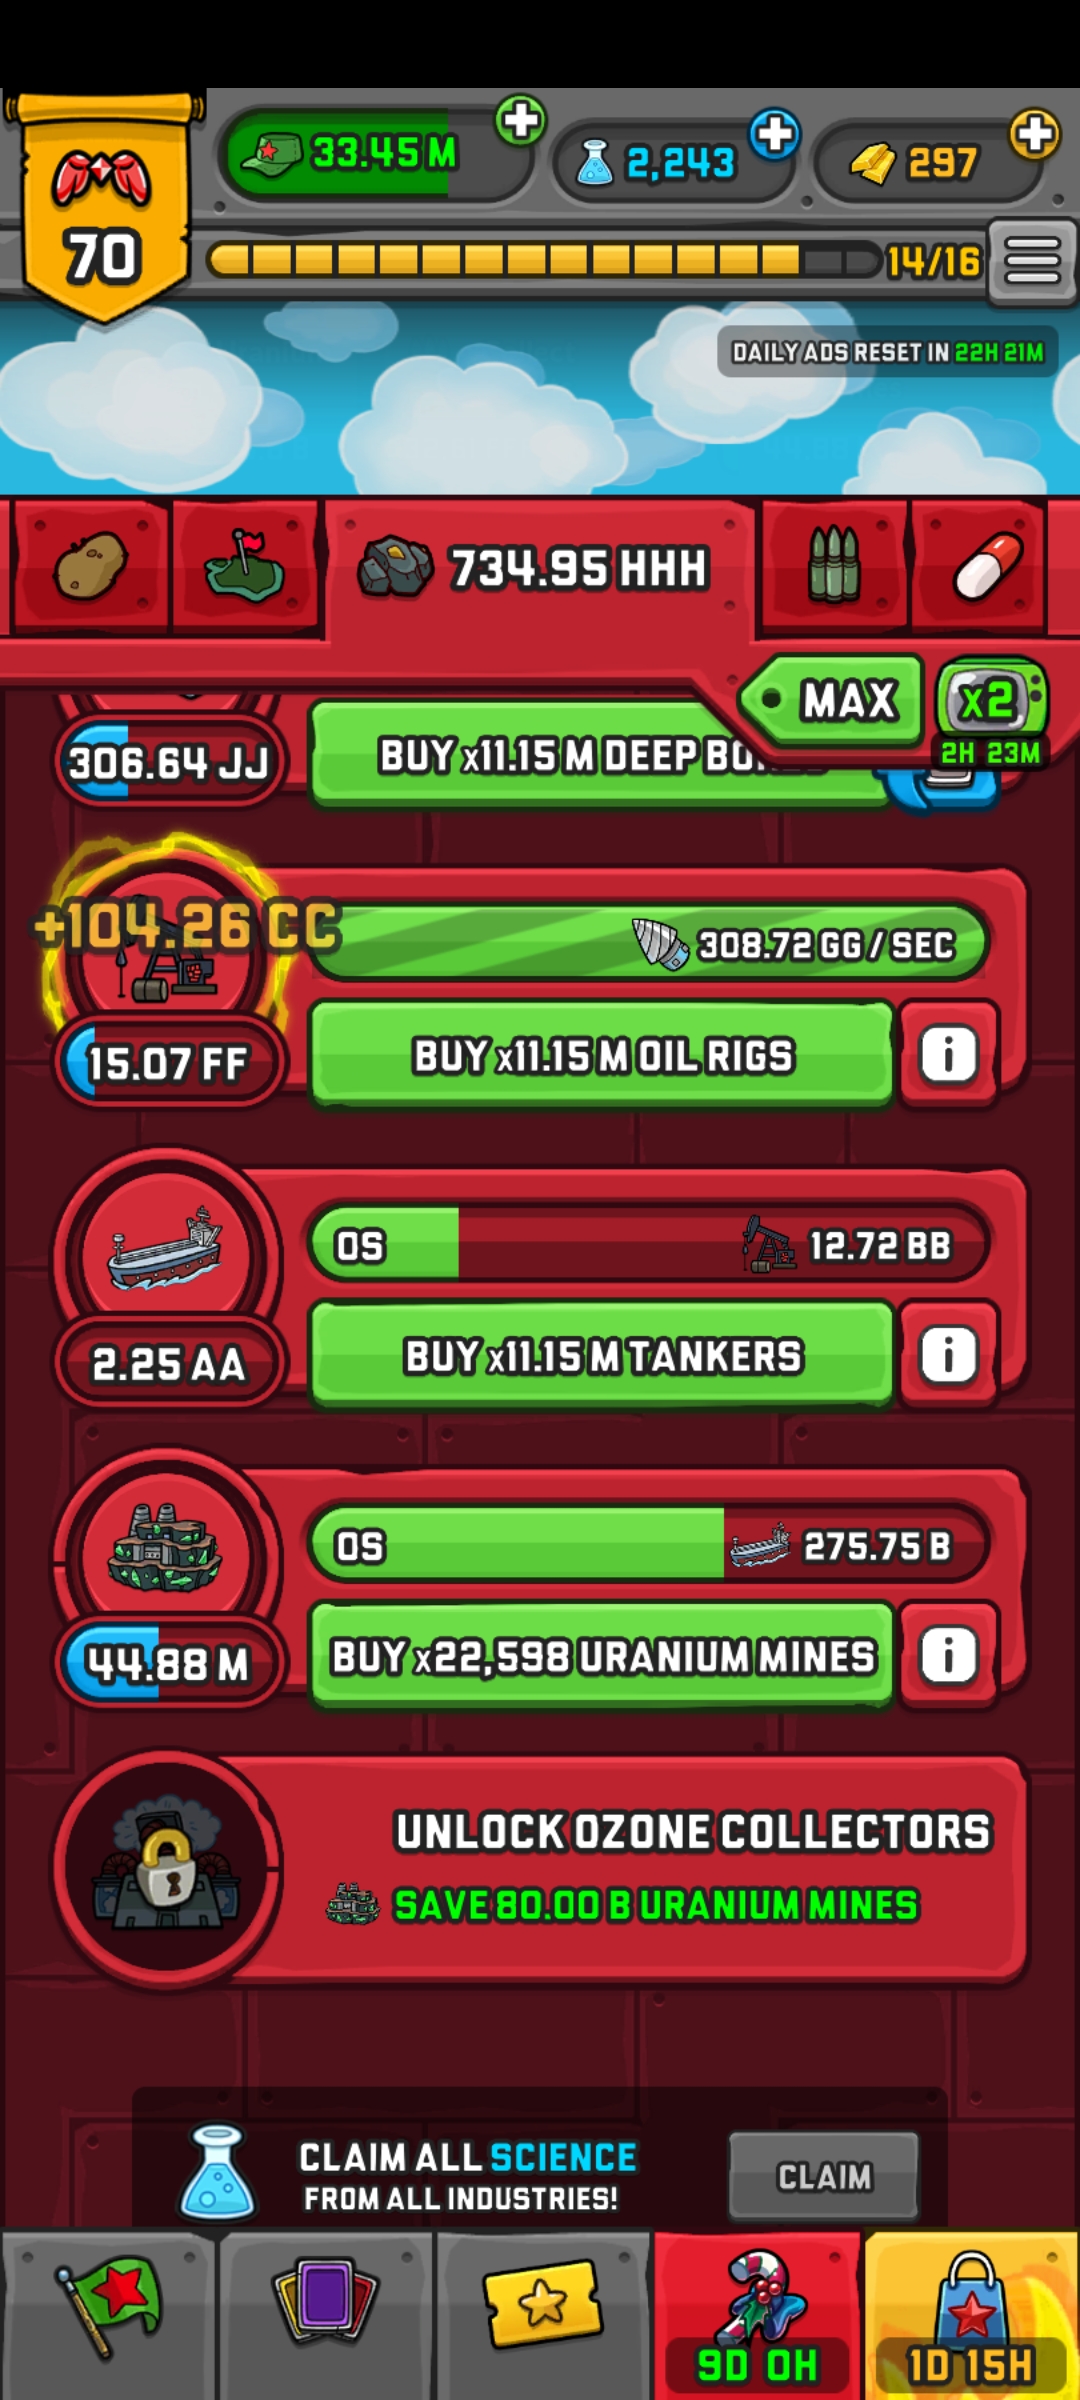 70
33.45 M
2,243
297
14/16
DAILY ADS RESET IN 22H 21M
734.95 HHH
MAX
x2
2H 23M
306.64 JJ
BUY x11.15 M DEEP
+104.26 CC
308.72 GG / SEC
15.07 FF
BUY x11.15 M OIL RIGS
i
0S
12.72 BB
2.25 AA
BUY x11.15 M TANKERS
i
0S
275.75 B
44.88 M
BUY x22,598 URANIUM MINES
i
UNLOCK OZONE COLLECTORS
SAVE 80.00 B URANIUM MINES
CLAIM ALL SCIENCE
FROM ALL INDUSTRIES!
CLAIM
9D 0H
1D 15H